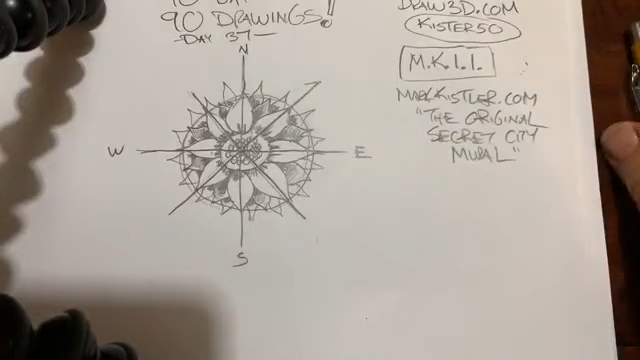 90 DRAWINGS!
DAY 37
N
W
E
S
DRAW3D.COM
KISTER50
M.K.I.I.
MARKKISTLER.COM
"THE ORIGINAL
SECRET CITY
MURAL"